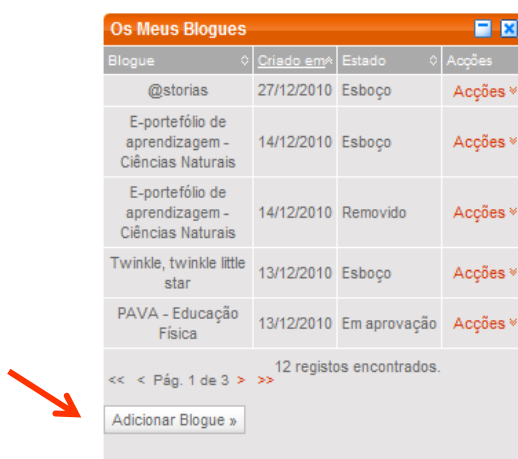 Os Meus Blogues
Blogue Criado em Estado Acções
@storias 27/12/2010 Esboço Acções
E-portefólio de
aprendizagem - 14/12/2010 Esboço Acções
Ciências Naturais
E-portefólio de
aprendizagem - 14/12/2010 Removido Acções
Ciências Naturais
Twinkle, twinkle little
star 13/12/2010 Esboço Acções
PAVA - Educação
Física 13/12/2010 Em aprovação Acções
12 registos encontrados.
<< < Pág. 1 de 3 > >>
Adicionar Blogue »